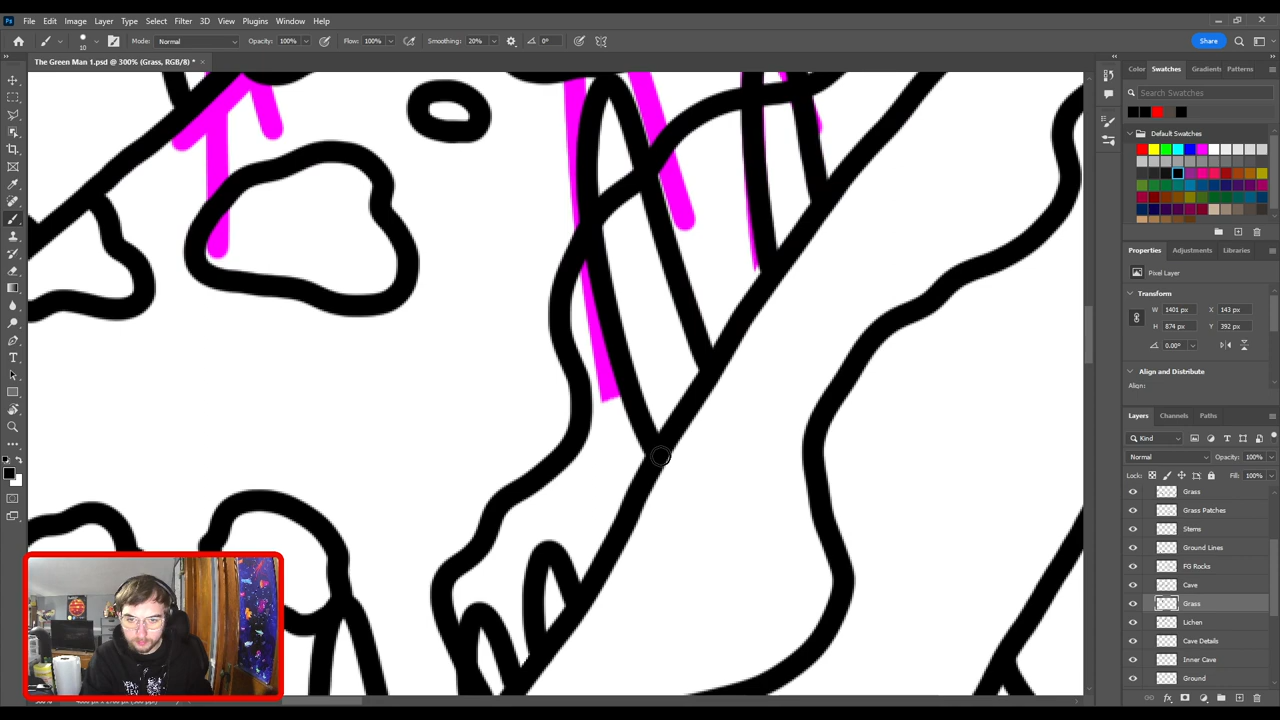 File Edit Image Layer Type Select Filter 3D View Plugins Window Help
10 Mode: Normal Opacity: 100% Flow: 100% Smoothing: 20% 0° Share
The Green Man 1.psd @ 300% (Grass, RGB/8) *
Color Swatches Gradients Patterns
Search Swatches
Default Swatches
Properties Adjustments Libraries
Pixel Layer
Transform
W 1401 px X 143 px
H 874 px Y 392 px
0.00°
Align and Distribute
Align:
Layers Channels Paths
Kind
Normal Opacity: 100%
Lock: Fill: 100%
Grass
Grass Patches
Stems
Ground Lines
FG Rocks
Cave
Grass
Lichen
Cave Details
Inner Cave
Ground